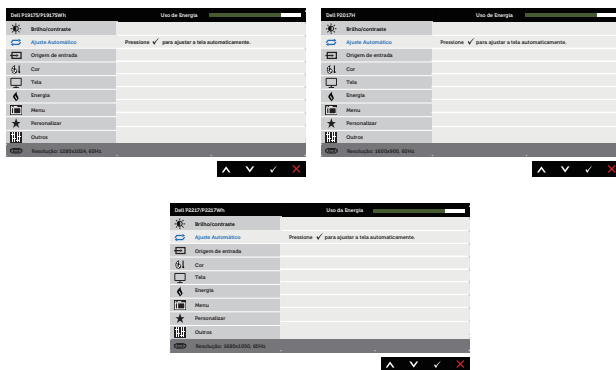 Dell P1917S/P1917SWh Uso de Energia
Brilho/contraste
Ajuste Automático Pressione ✓ para ajustar a tela automaticamente.
Origem de entrada
Cor
Tela
Energia
Menu
Personalizar
Outros
Resolução: 1280x1024, 60Hz
Dell P2017H Uso de Energia
Brilho/contraste
Ajuste Automático Pressione ✓ para ajustar a tela automaticamente.
Origem de entrada
Cor
Tela
Energia
Menu
Personalizar
Outros
Resolução: 1600x900, 60Hz
Dell P2217/P2217Wh Uso da Energia
Brilho/contraste
Ajuste Automático Pressione ✓ para ajustar a tela automaticamente.
Origem de entrada
Cor
Tela
Energia
Menu
Personalizar
Outros
Resolução: 1680x1050, 60Hz